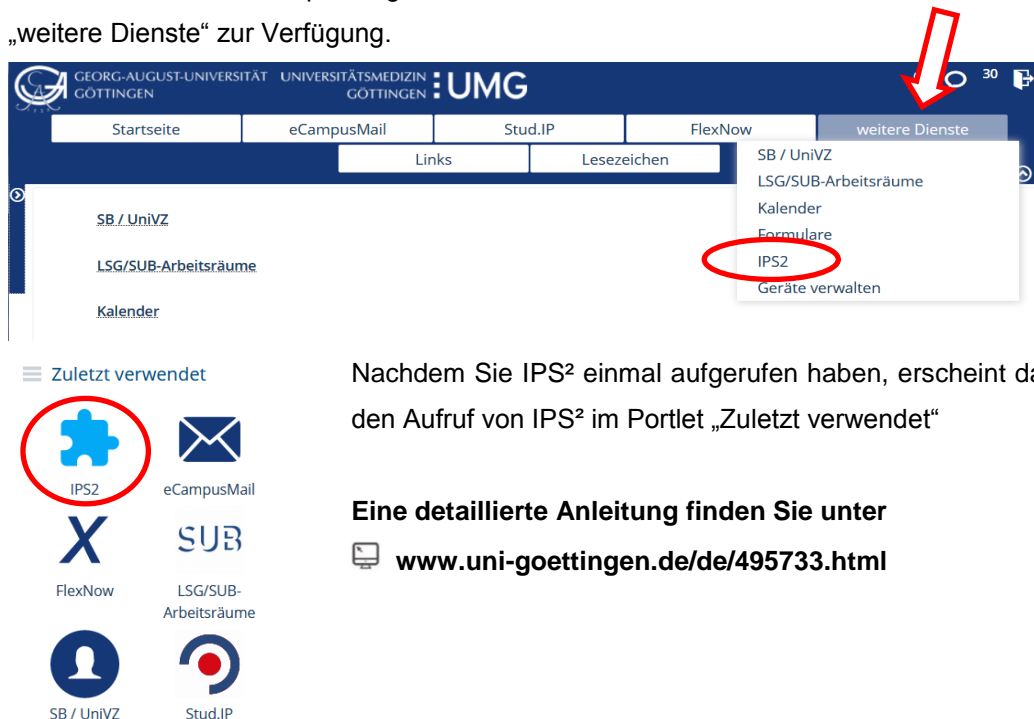 „weitere Dienste“ zur Verfügung.
GEORG-AUGUST-UNIVERSITÄT UNIVERSITÄTSMEDIZIN
GÖTTINGEN GÖTTINGEN UMG
30
Startseite eCampusMail Stud.IP FlexNow weitere Dienste
Links Lesezeichen
SB / UniVZ
LSG/SUB-Arbeitsräume
Kalender
Formulare
IPS2
Geräte verwalten
SB / UniVZ
LSG/SUB-Arbeitsräume
Kalender
Zuletzt verwendet
IPS2 eCampusMail
SUB
FlexNow LSG/SUB-
Arbeitsräume
SB / UniVZ Stud.IP
Nachdem Sie IPS² einmal aufgerufen haben, erscheint
den Aufruf von IPS² im Portlet „Zuletzt verwendet“
Eine detaillierte Anleitung finden Sie unter
www.uni-goettingen.de/de/495733.html